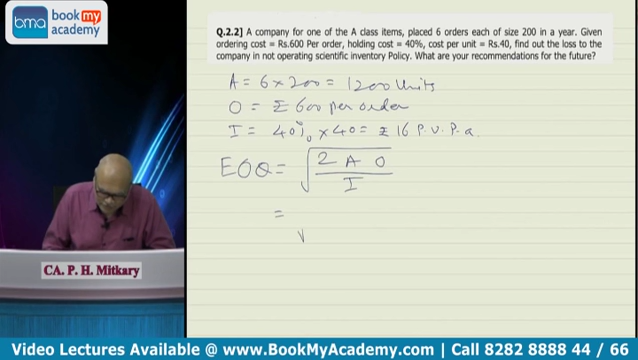 bma
book my
academy
Q.2.2] A company for one of the A class items, placed 6 orders each of size 200 in a year. Given
ordering cost = Rs.600 Per order, holding cost = 40%, cost per unit = Rs.40, find out the loss to the
company in not operating scientific inventory Policy. What are your recommendations for the future?
A = 6 × 200 = 1200 Units
O = ₹ 600 per order
I = 40% × 40 = ₹ 16 P.U.P.a.
EOQ = √ 2 A O
I
=
CA. P. H. Mitkary
Video Lectures Available @ www.BookMyAcademy.com | Call 8282 8888 44 / 66